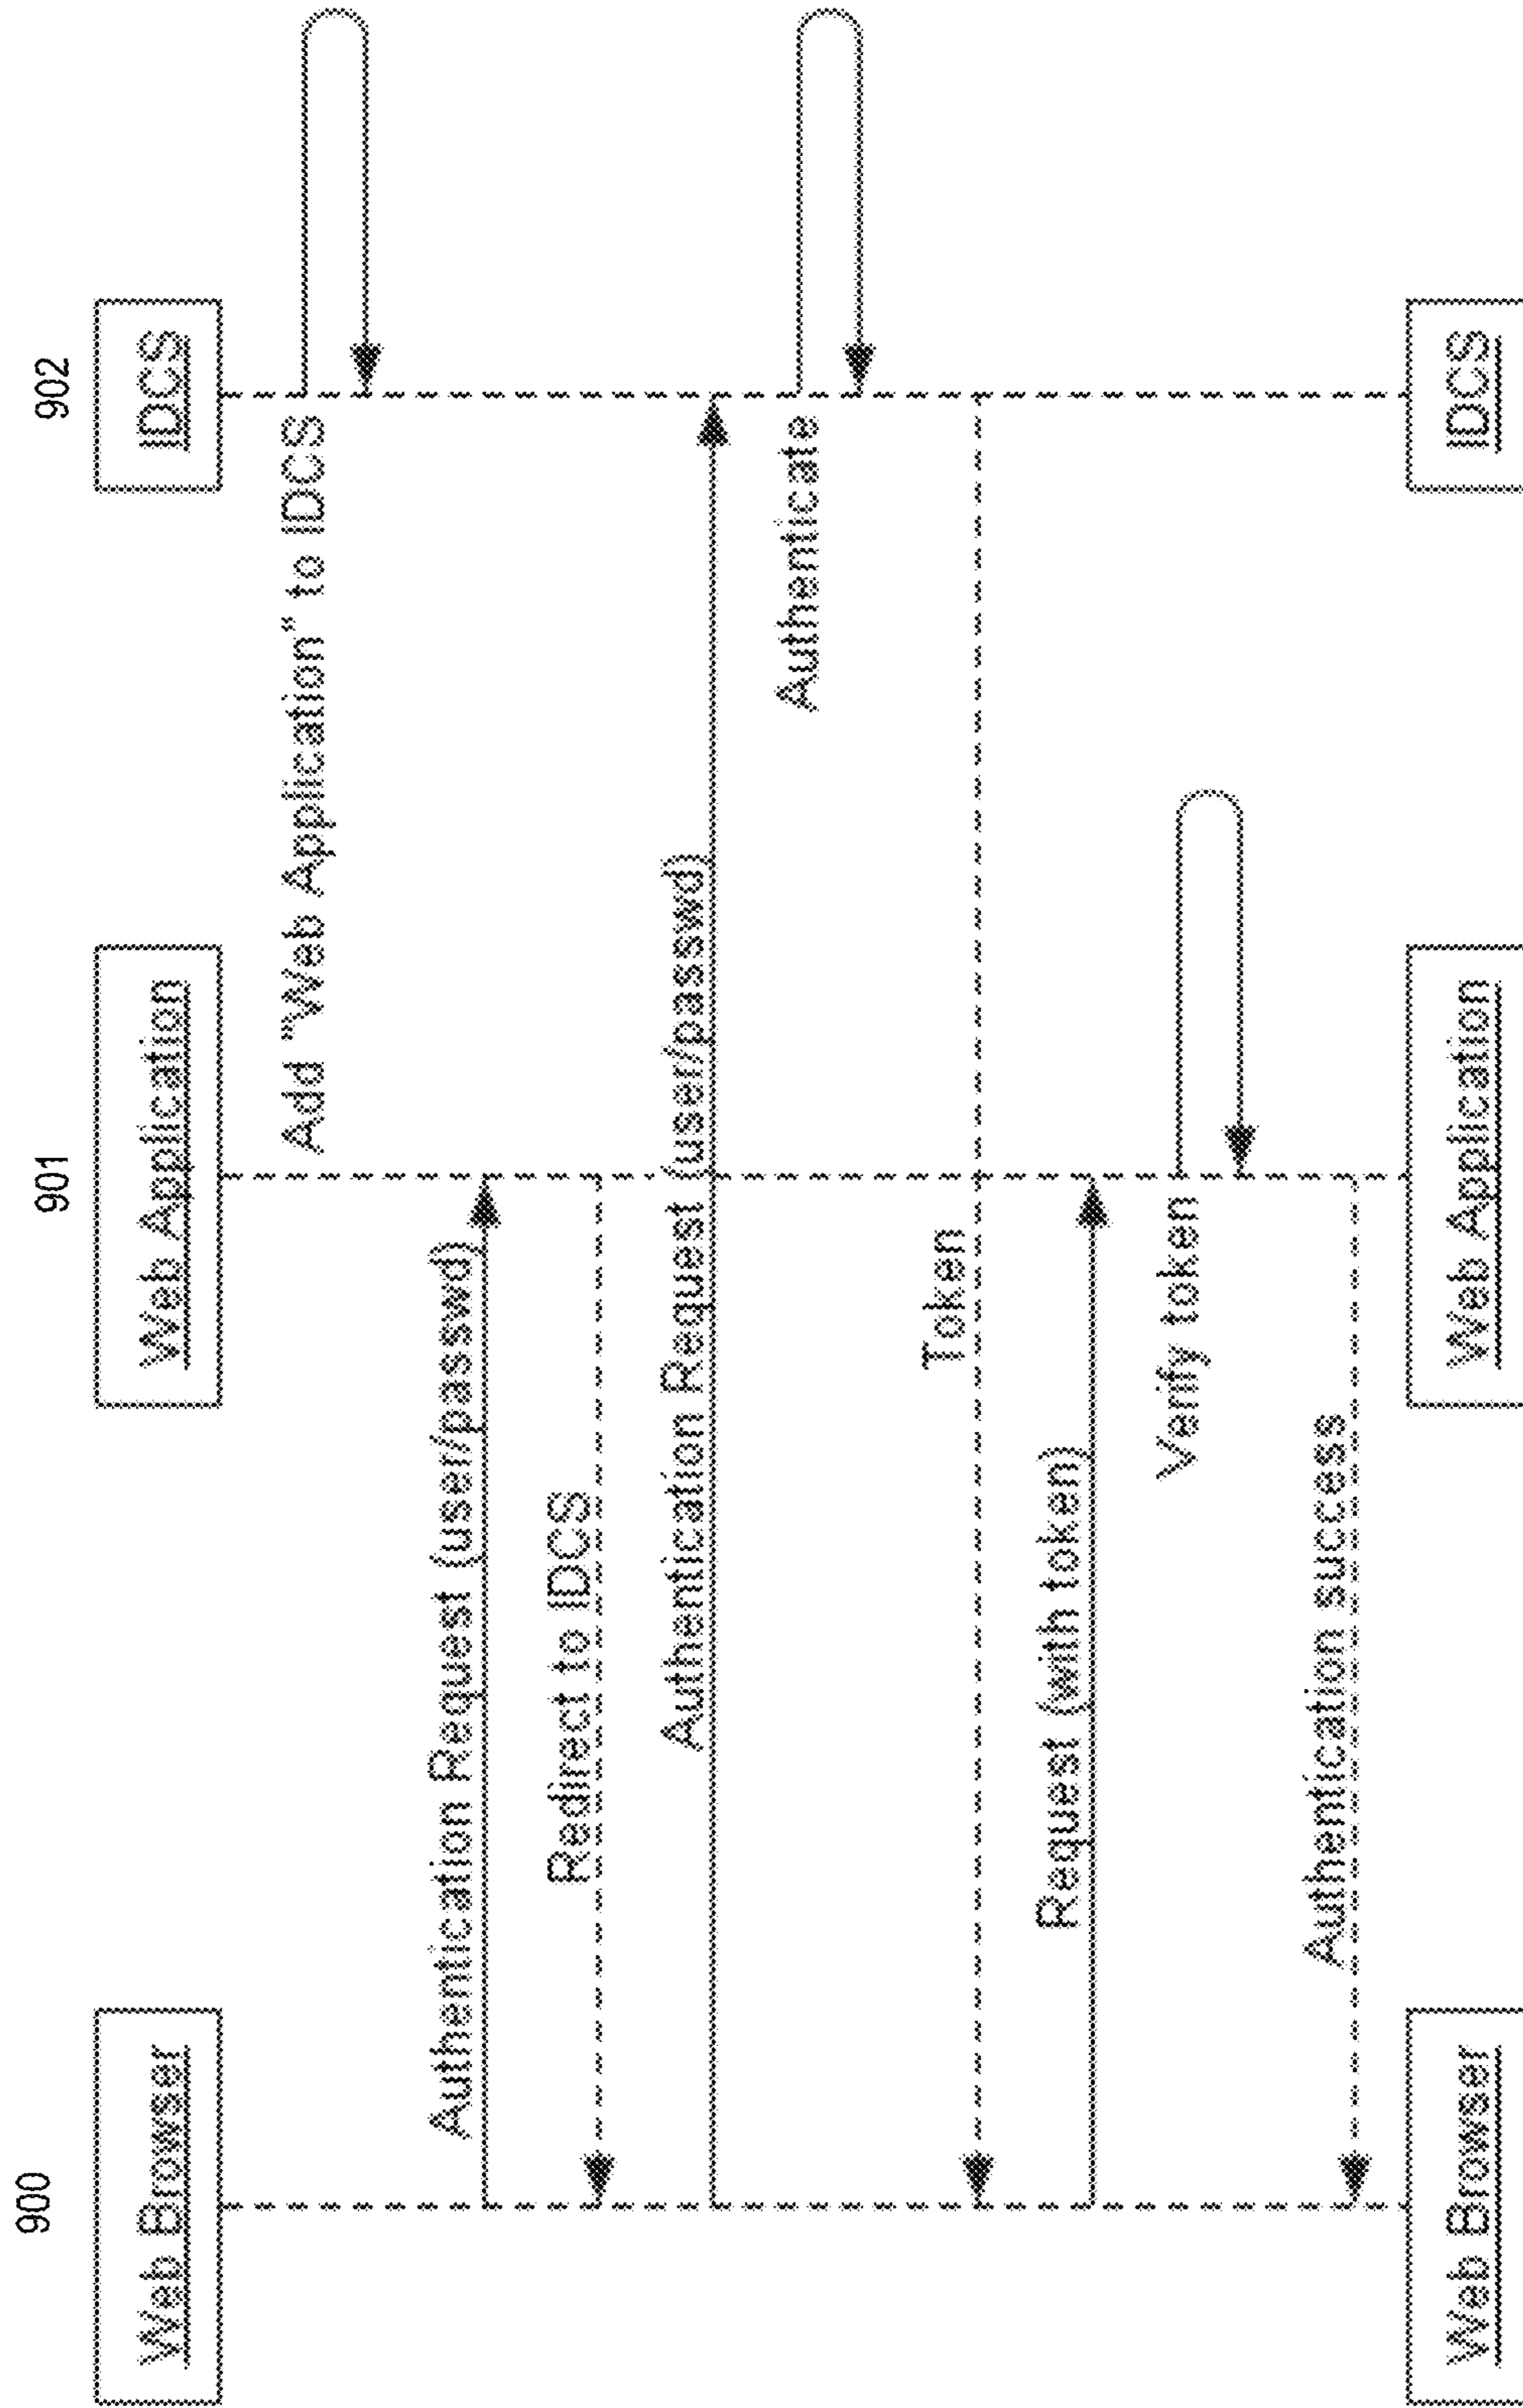 900
901
902
Web Browser
Web Application
IDCS
Add "Web Application" to IDCS
Authentication Request (user/passwd)
Redirect to IDCS
Authentication Request (user/passwd)
Authenticate
Token
Request (with token)
Verify token
Authentication success
Web Browser
Web Application
IDCS